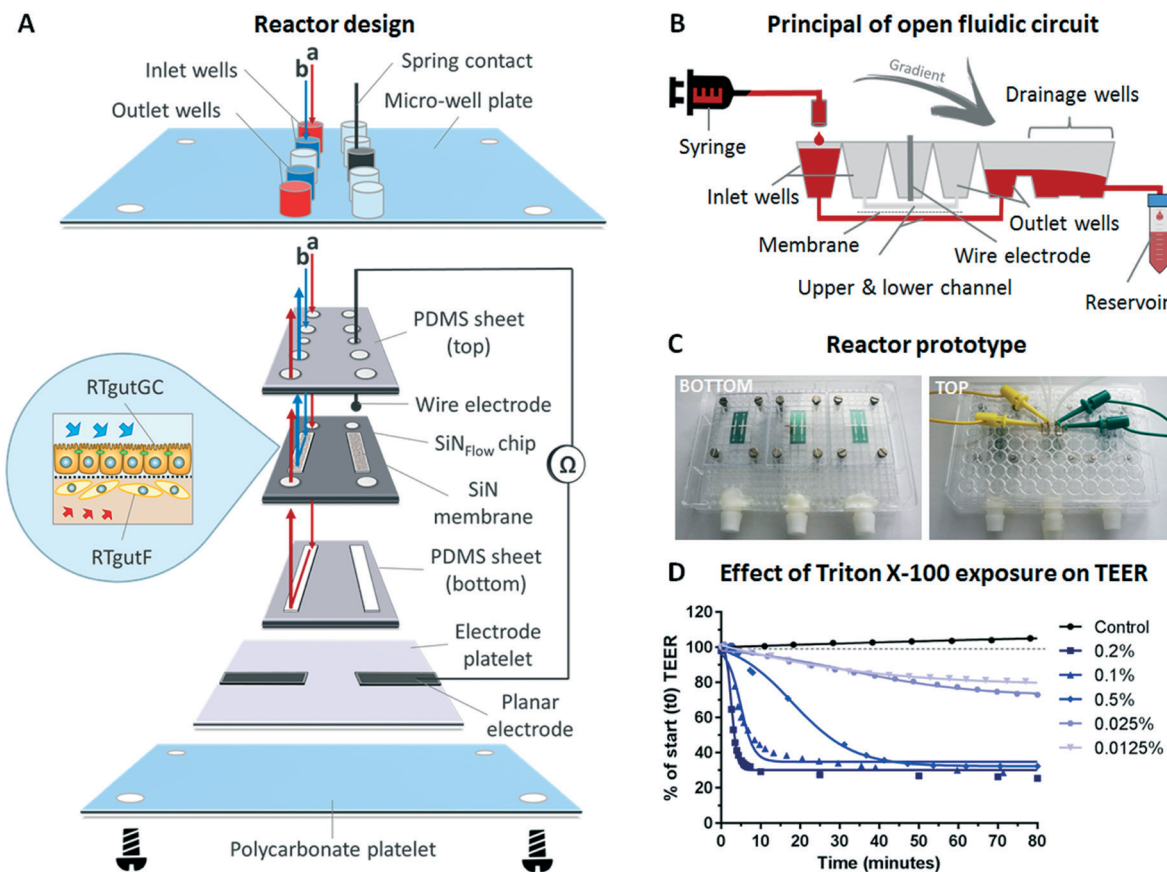 A
Reactor design
a
b
Inlet wells
Outlet wells
Spring contact
Micro-well plate
a
b
PDMS sheet
(top)
RTgutGC
RTgutF
Wire electrode
SiNFlow chip
Ω
SiN
membrane
PDMS sheet
(bottom)
Electrode
platelet
Planar
electrode
Polycarbonate platelet
B
Principal of open fluidic circuit
Gradient
Drainage wells
Syringe
Inlet wells
Outlet wells
Membrane
Wire electrode
Upper & lower channel
Reservoir
C
Reactor prototype
BOTTOM
TOP
D
Effect of Triton X-100 exposure on TEER
% of start (t0) TEER
120
100
80
60
40
20
0
0
5
10
20
30
40
50
60
70
80
Time (minutes)
Control
0.2%
0.1%
0.5%
0.025%
0.0125%